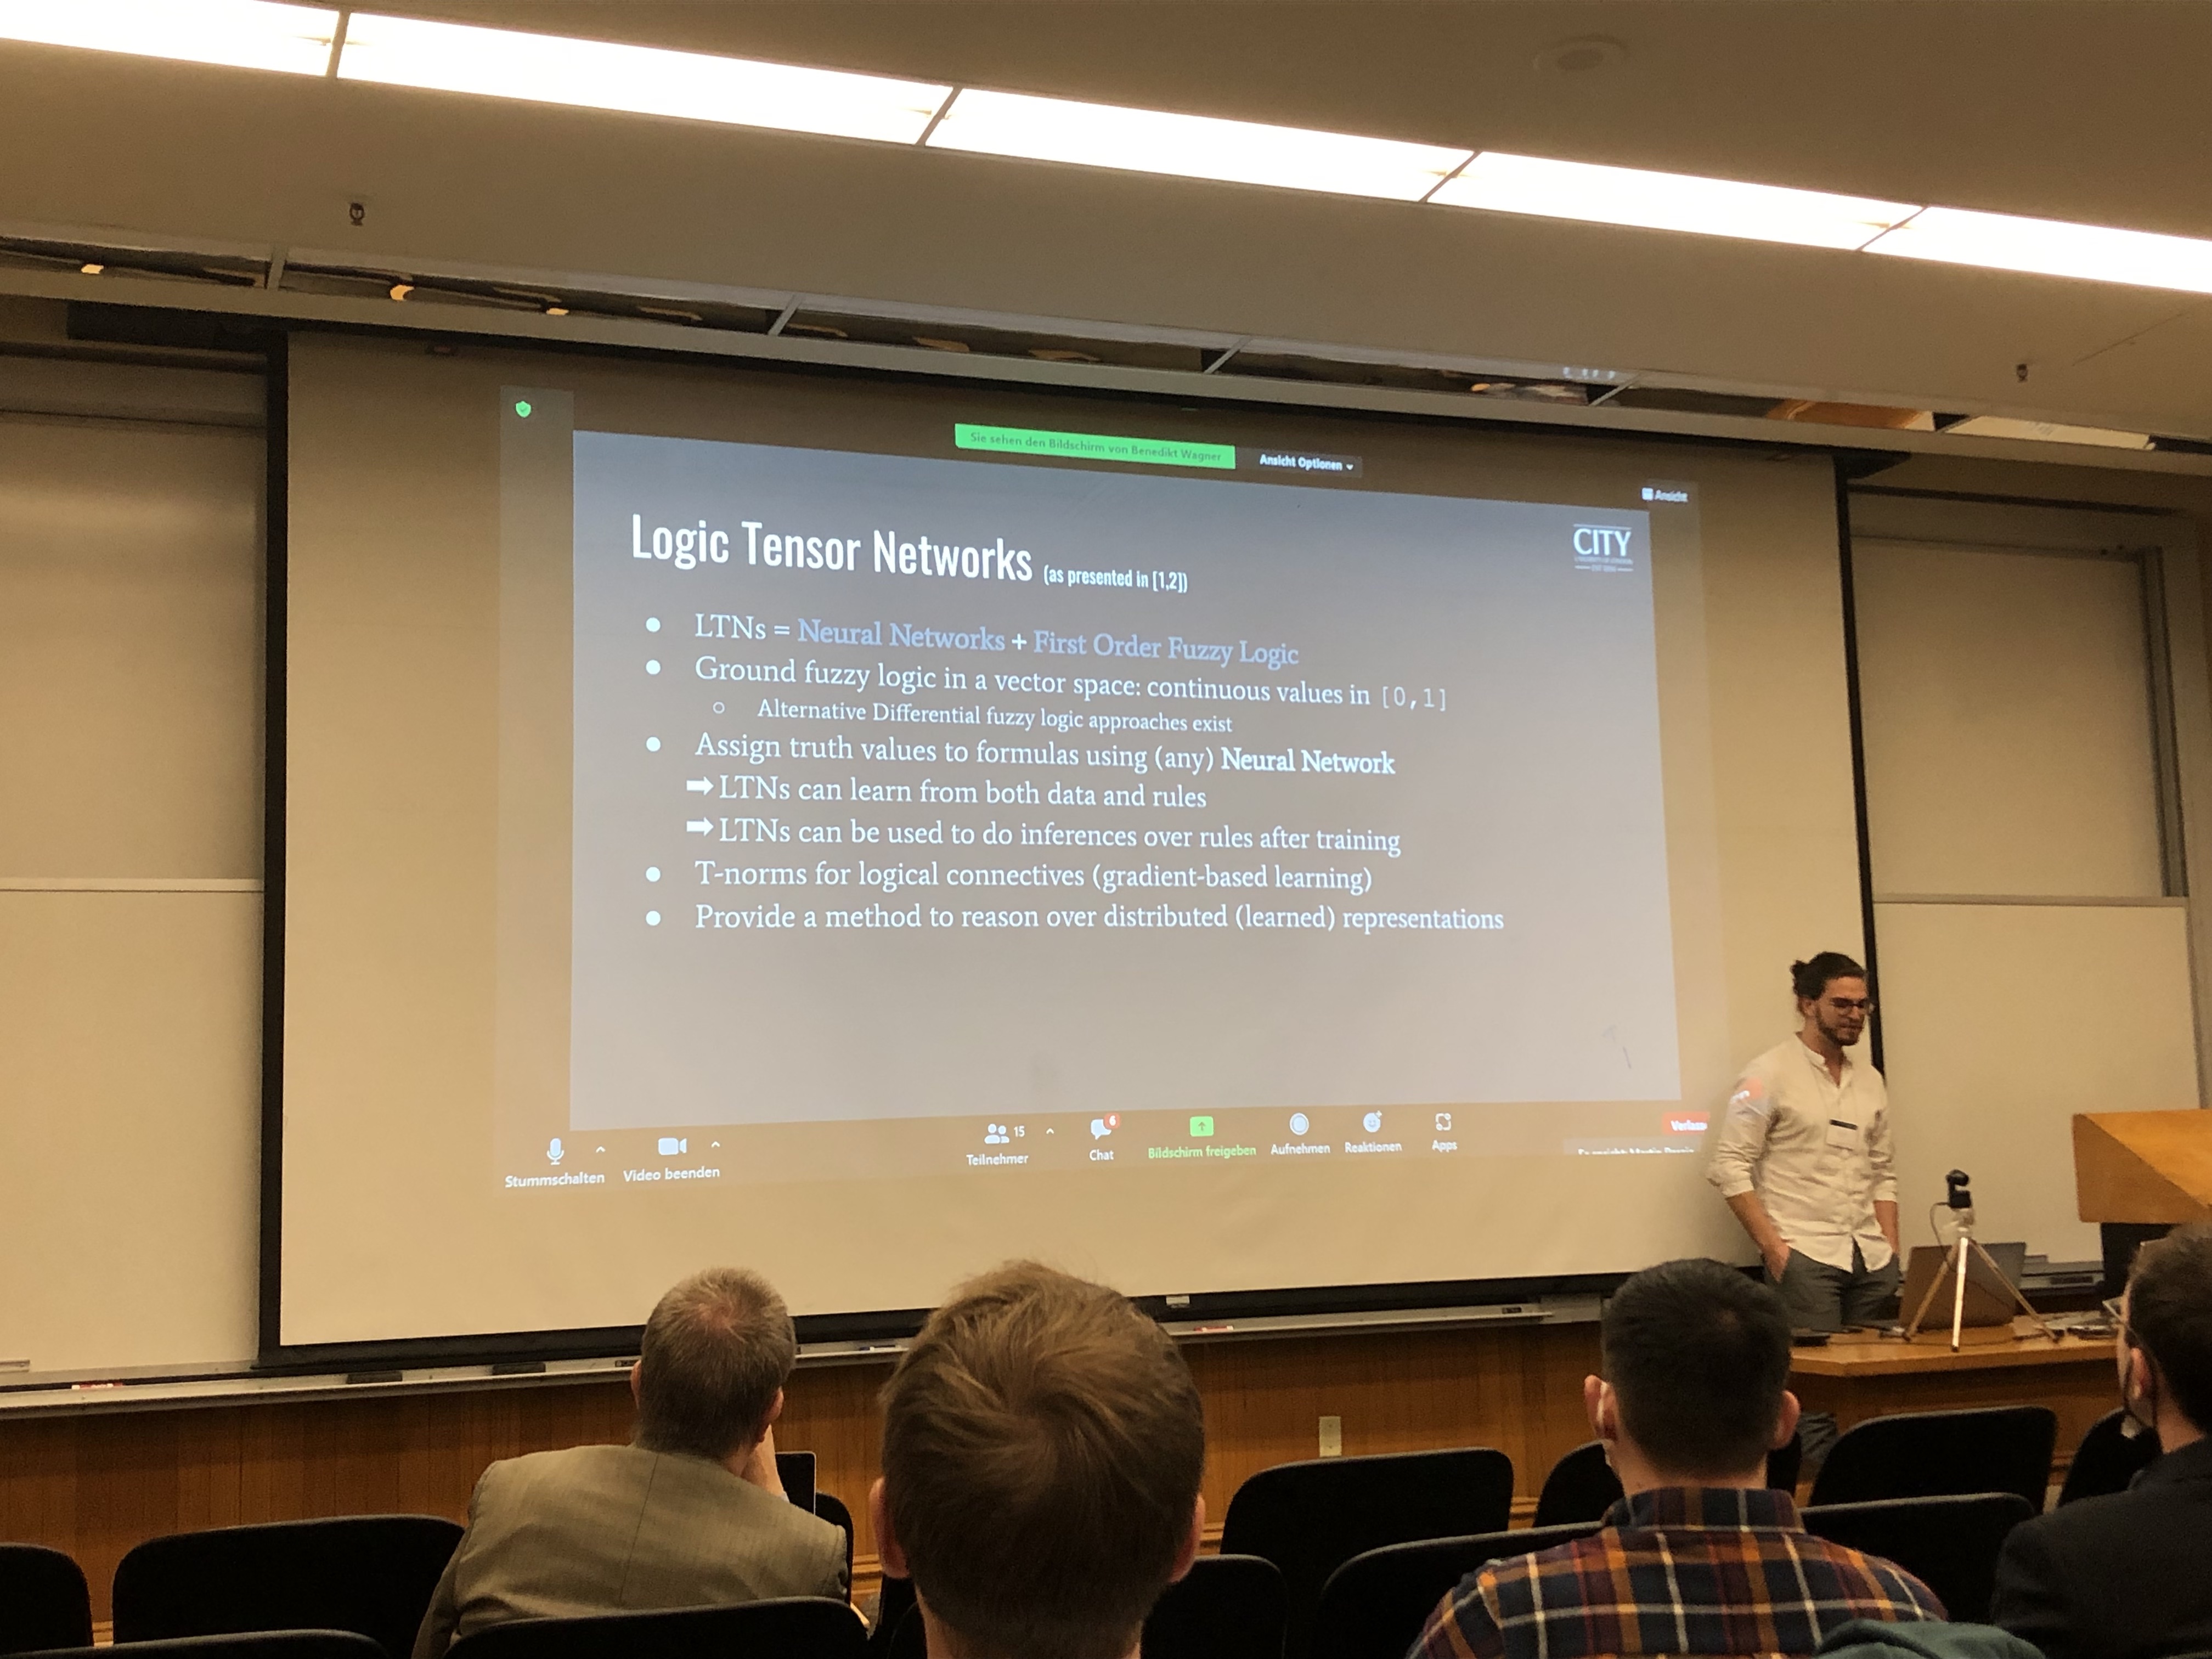 Sie sehen den Bildschirm von Benedikt Wagner
Ansicht Optionen
Ansicht
Logic Tensor Networks (as presented in [1,2])
CITY
● LTNs = Neural Networks + First Order Fuzzy Logic
● Ground fuzzy logic in a vector space: continuous values in [0,1]
○ Alternative Differential fuzzy logic approaches exist
● Assign truth values to formulas using (any) Neural Network
➡LTNs can learn from both data and rules
➡LTNs can be used to do inferences over rules after training
● T-norms for logical connectives (gradient-based learning)
● Provide a method to reason over distributed (learned) representations
Stummschalten
Video beenden
15
Teilnehmer
6
Chat
Bildschirm freigeben
Aufnehmen
Reaktionen
Apps